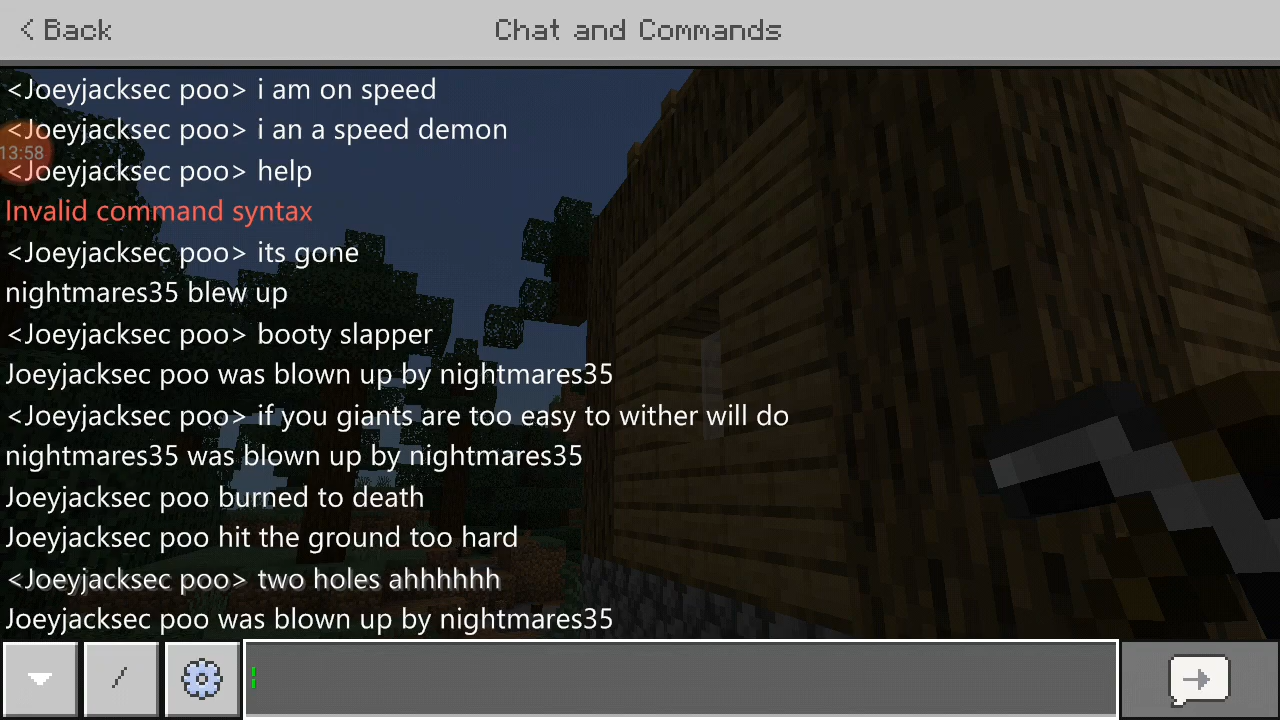 Back
Chat and Commands
<Joeyjacksec poo> i am on speed
<Joeyjacksec poo> i an a speed demon
13:58
<Joeyjacksec poo> help
Invalid command syntax
<Joeyjacksec poo> its gone
nightmares35 blew up
<Joeyjacksec poo> booty slapper
Joeyjacksec poo was blown up by nightmares35
<Joeyjacksec poo> if you giants are too easy to wither will do
nightmares35 was blown up by nightmares35
Joeyjacksec poo burned to death
Joeyjacksec poo hit the ground too hard
<Joeyjacksec poo> two holes ahhhhhh
Joeyjacksec poo was blown up by nightmares35
/